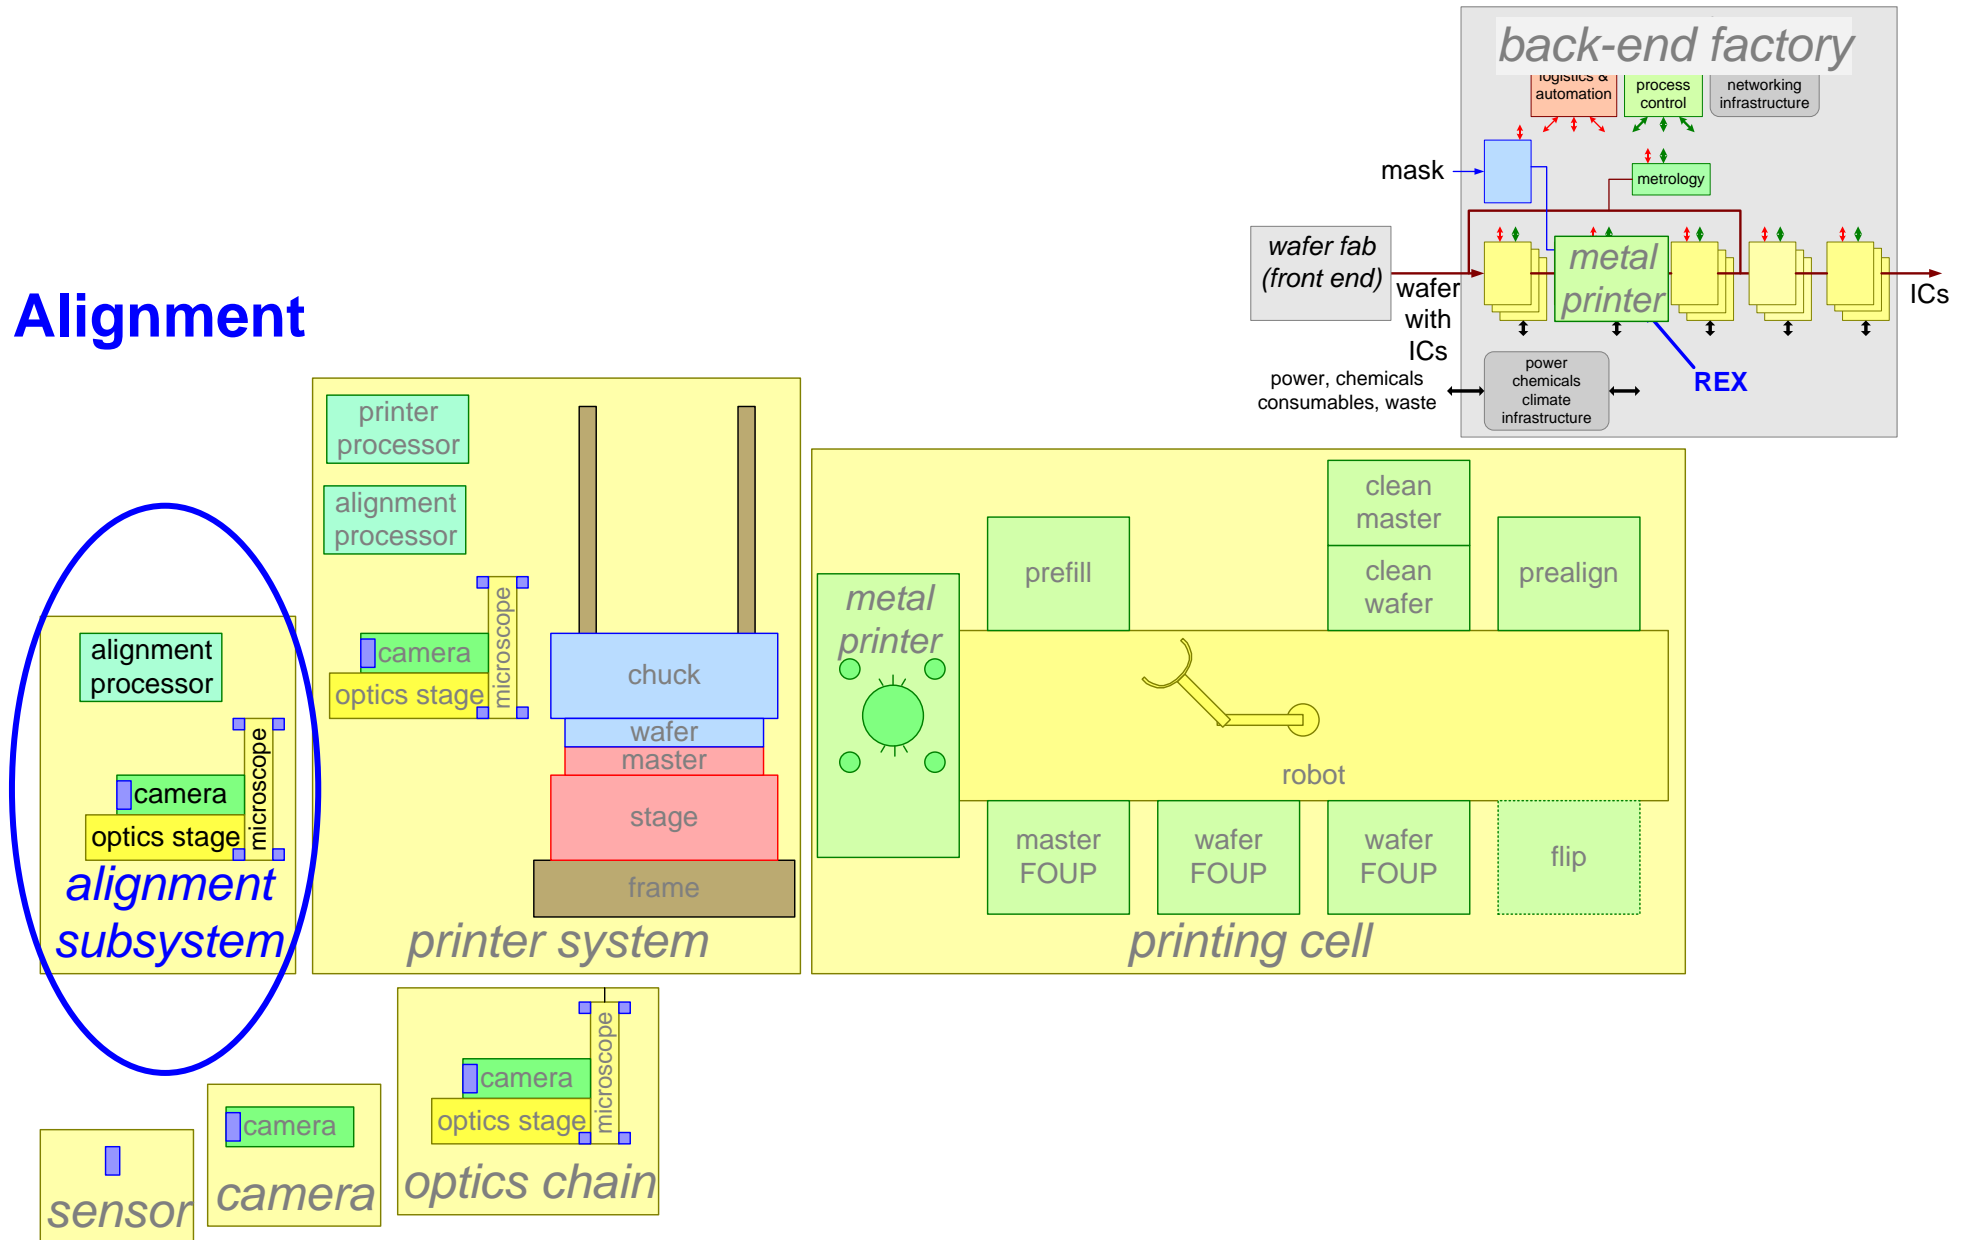 back-end factory
logistics &
automation
process
control
networking
infrastructure
mask
metrology
wafer fab
(front end)
wafer
with
ICs
metal
printer
ICs
power, chemicals
consumables, waste
power
chemicals
climate
infrastructure
REX
Alignment
alignment
processor
camera
optics stage
microscope
alignment
subsystem
printer
processor
alignment
processor
camera
optics stage
microscope
chuck
wafer
master
stage
frame
printer system
metal
printer
prefill
clean
master
clean
wafer
prealign
robot
master
FOUP
wafer
FOUP
wafer
FOUP
flip
printing cell
sensor
camera
camera
camera
optics stage
microscope
optics chain